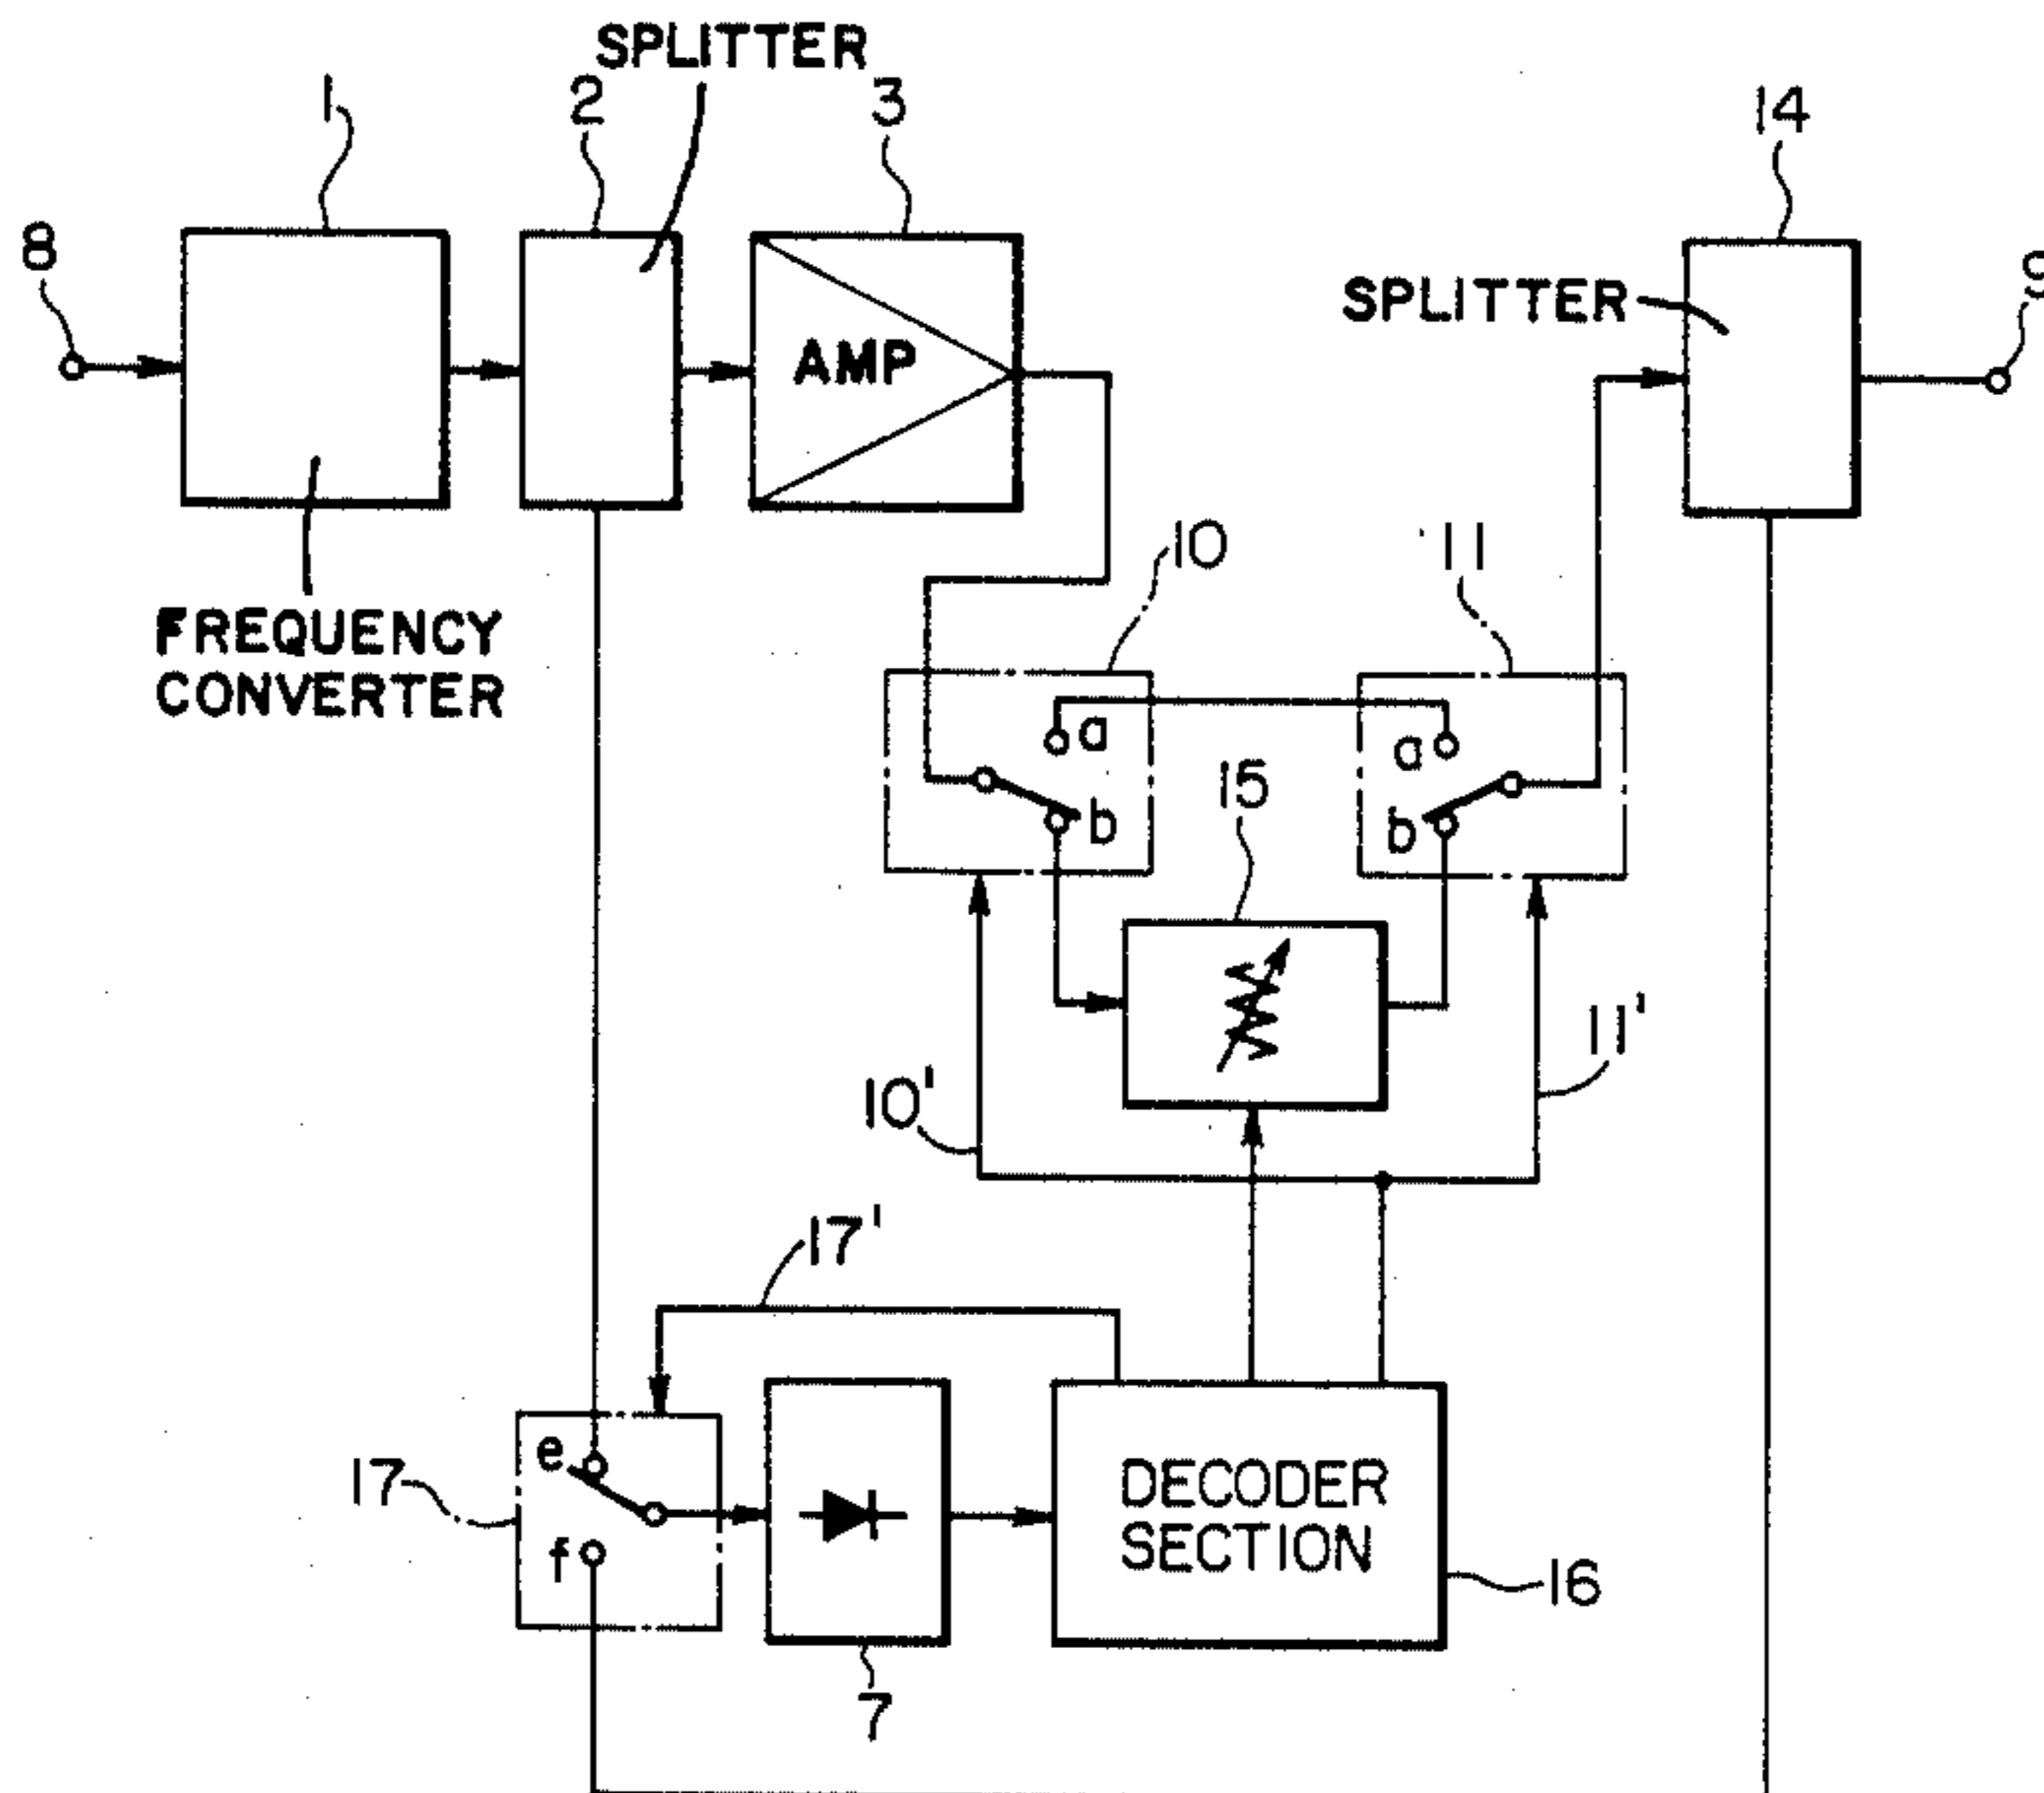 SPLITTER
1
2
3
14
8
9
SPLITTER
AMP
10
11
FREQUENCY
CONVERTER
a
a
15
b
b
10'
11'
17'
e
17
DECODER
SECTION
f
16
7